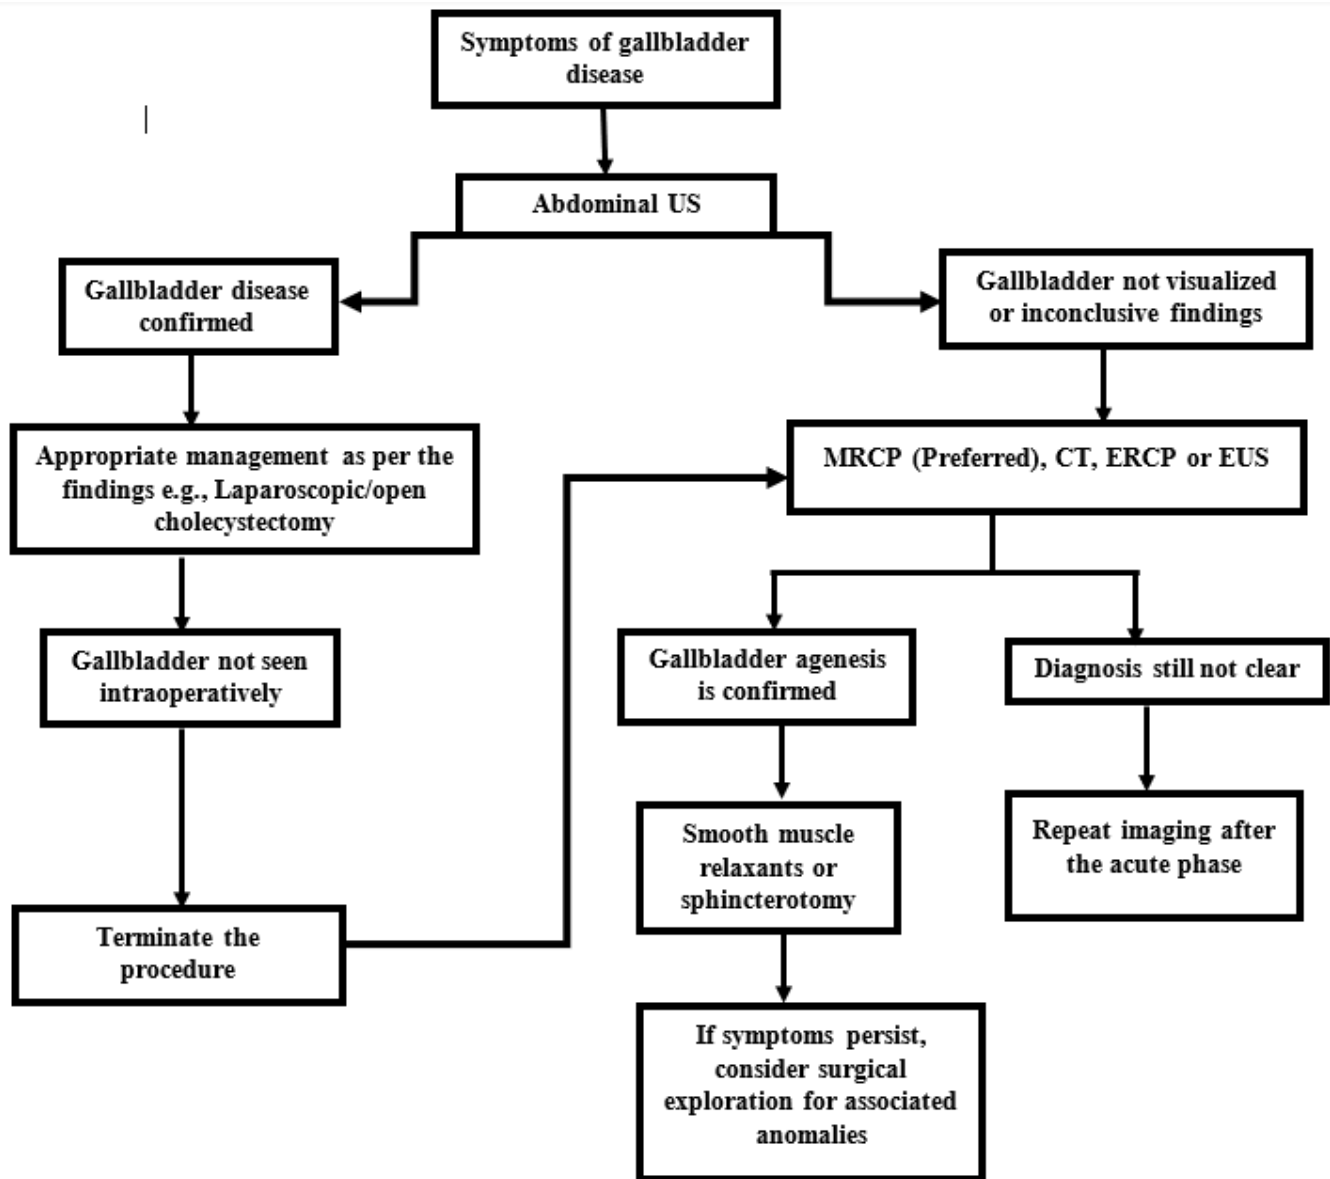 Symptoms of gallbladder
disease
Abdominal US
Gallbladder disease
confirmed
Gallbladder not visualized
or inconclusive findings
Appropriate management as per the
findings e.g., Laparoscopic/open
cholecystectomy
MRCP (Preferred), CT, ERCP or EUS
Gallbladder not seen
intraoperatively
Gallbladder agenesis
is confirmed
Diagnosis still not clear
Terminate the
procedure
Smooth muscle
relaxants or
sphincterotomy
Repeat imaging after
the acute phase
If symptoms persist,
consider surgical
exploration for associated
anomalies